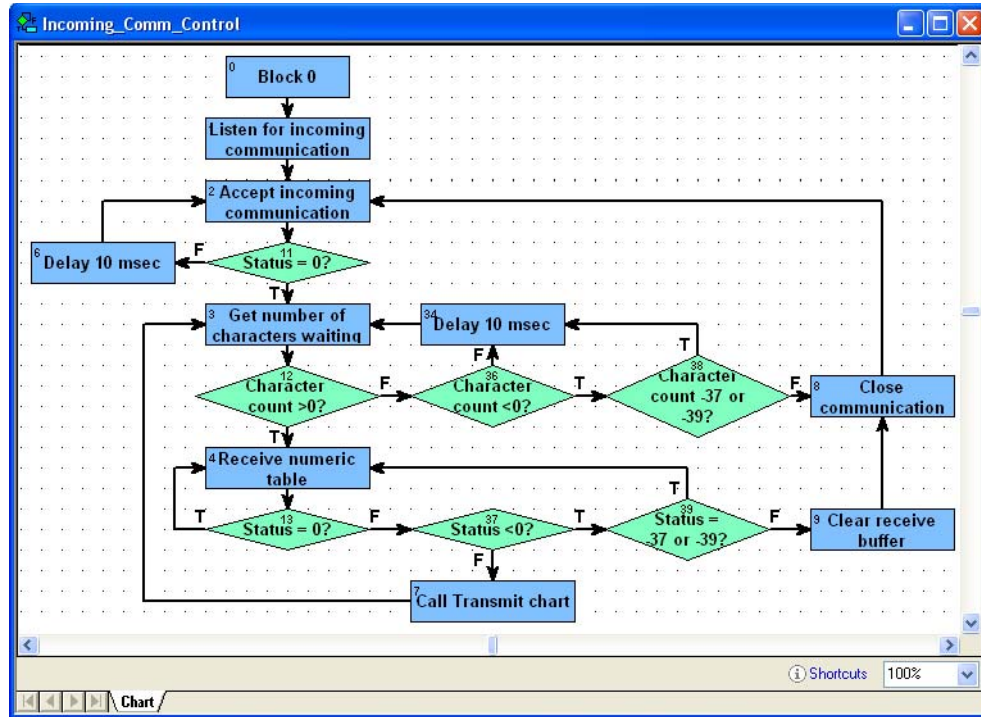 Incoming_Comm_Control
0
Block 0
1
Listen for incoming
communication
2
Accept incoming
communication
6
Delay 10 msec
F
11
Status = 0?
T
3
Get number of
characters waiting
34
Delay 10 msec
T
F
12
Character
count >0?
F
36
Character
count <0?
T
38
Character
count -37 or
-39?
F
8
Close
communication
T
4
Receive numeric
table
T
T
13
Status = 0?
F
37
Status <0?
T
39
Status =
-37 or -39?
F
9
Clear receive
buffer
F
7
Call Transmit chart
Shortcuts
100%
Chart